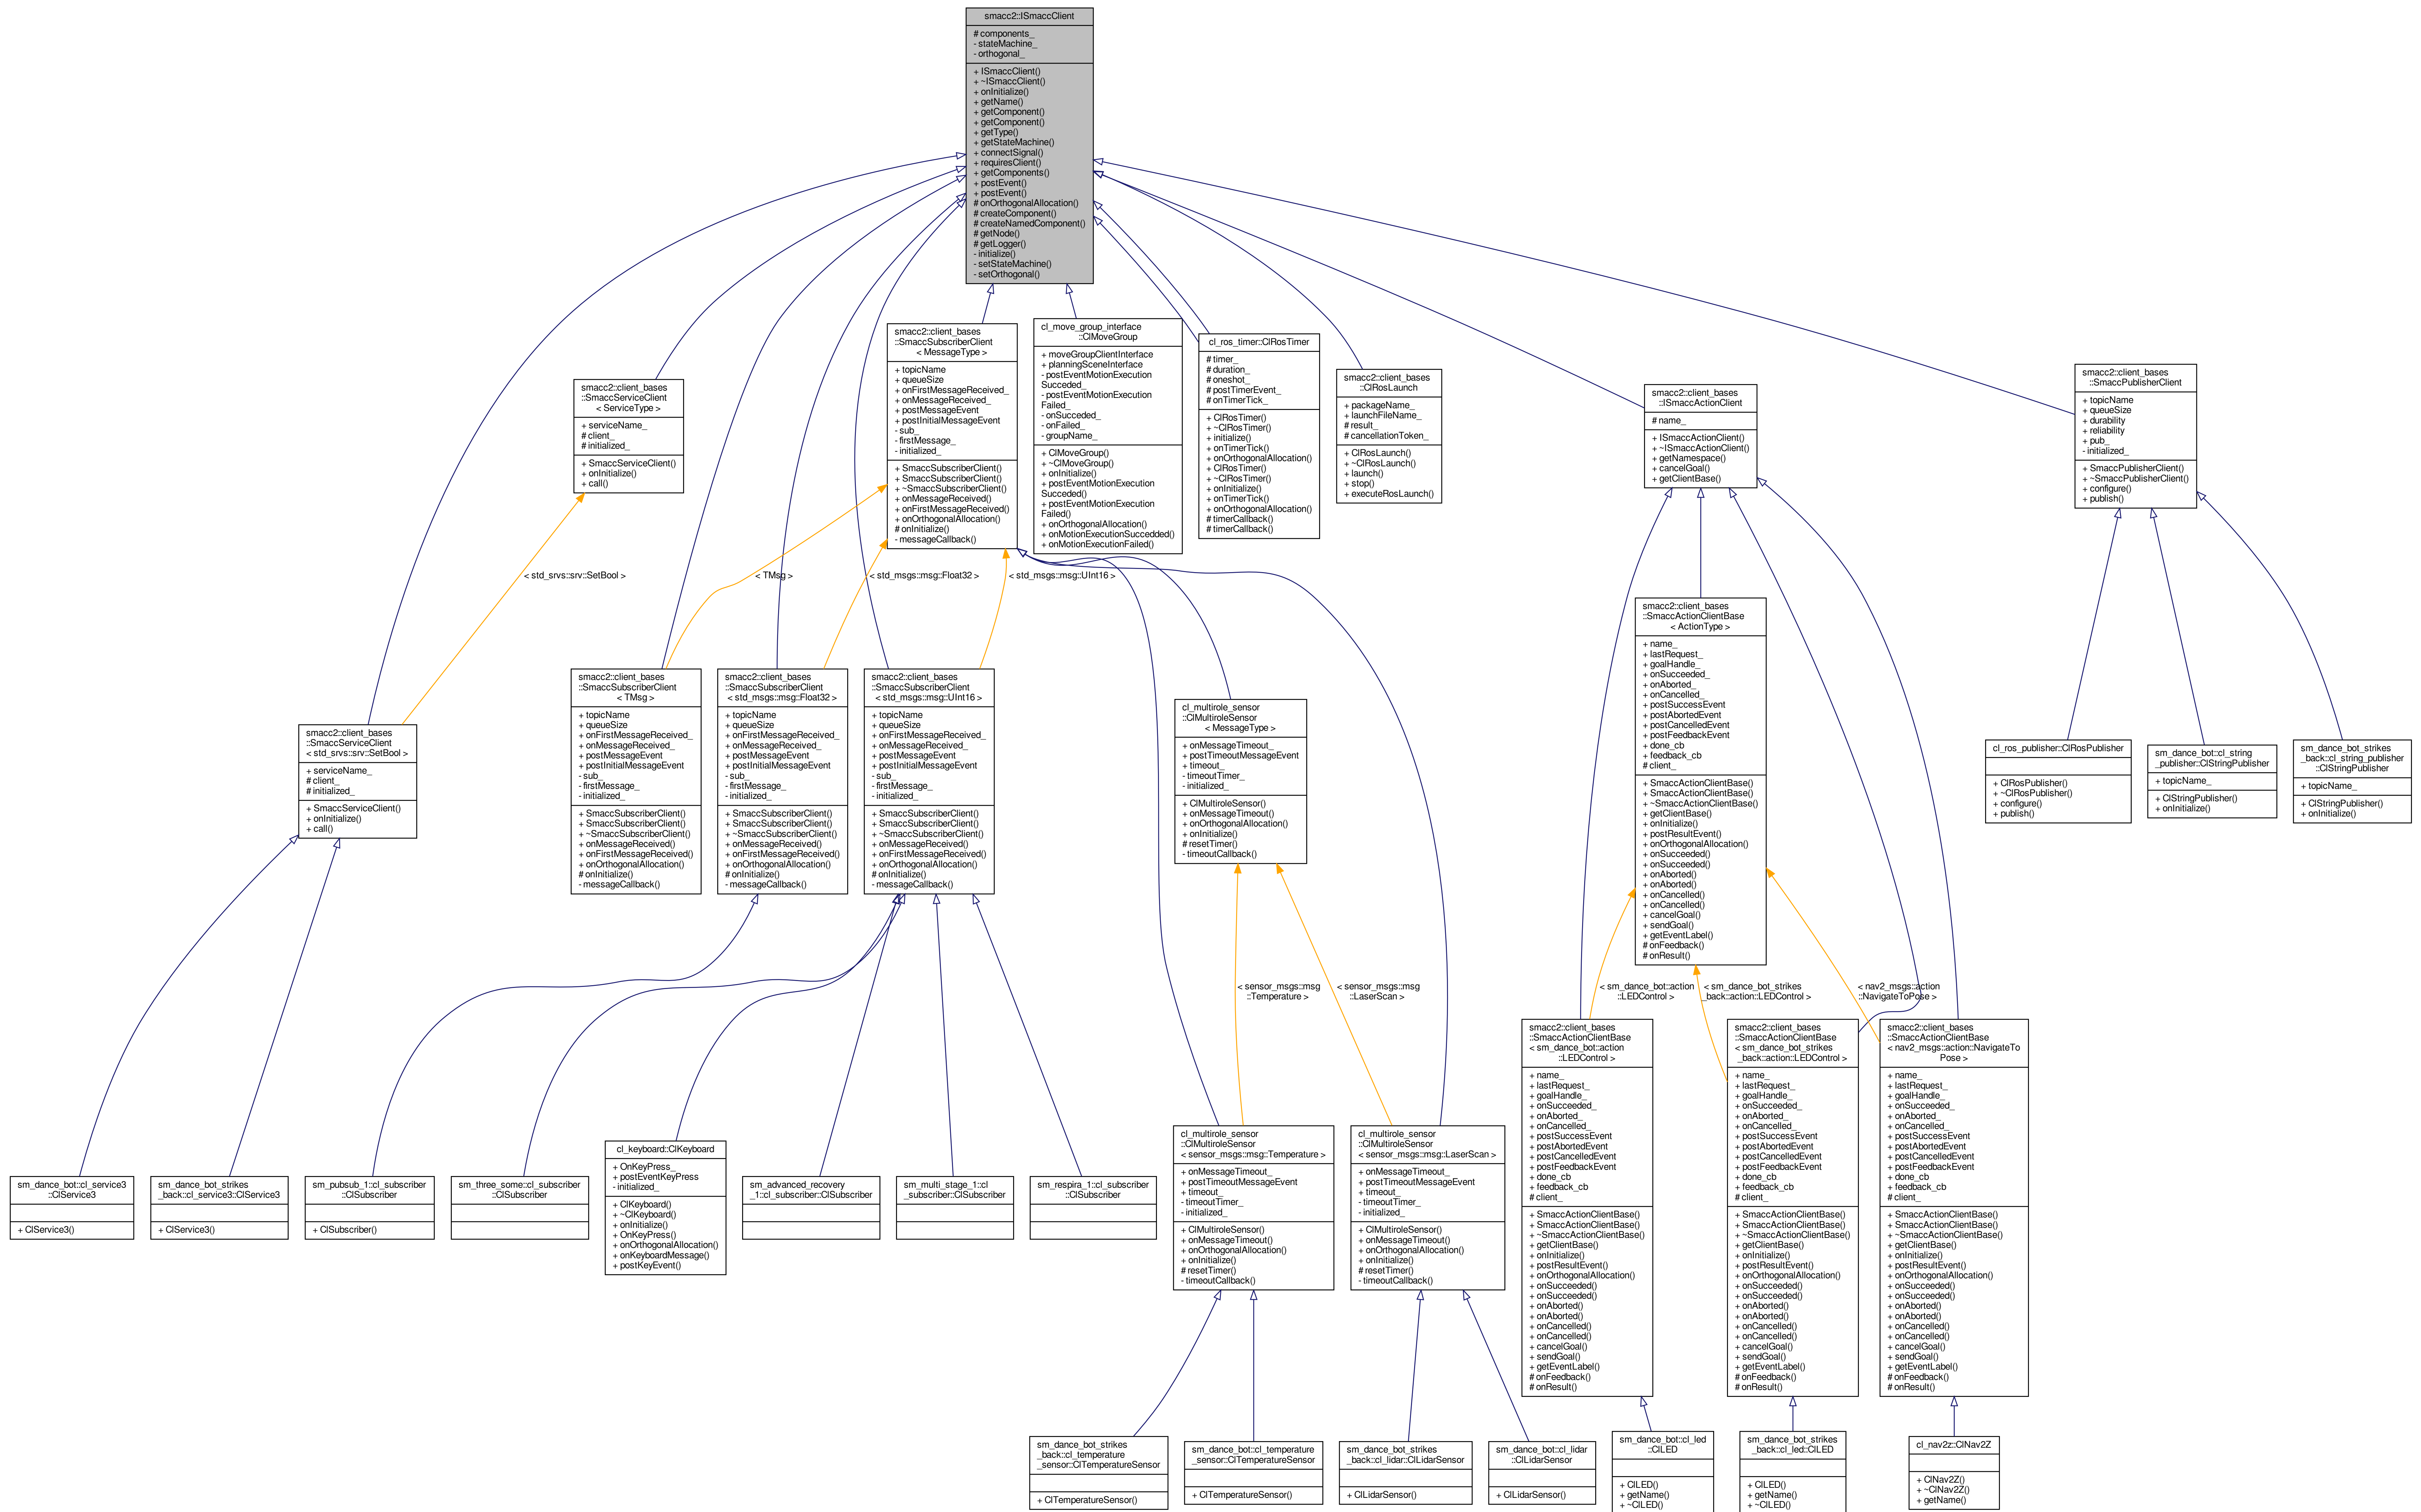 smacc2::ISmaccClient
# components_
- stateMachine_
- orthogonal_
+ ISmaccClient()
+ ~ISmaccClient()
+ onInitialize()
+ getName()
+ getComponent()
+ getComponent()
+ getType()
+ getStateMachine()
+ connectSignal()
+ requiresClient()
+ getComponents()
+ postEvent()
+ postEvent()
# onOrthogonalAllocation()
# createComponent()
# createNamedComponent()
# getNode()
# getLogger()
- initialize()
- setStateMachine()
- setOrthogonal()
smacc2::client_bases
::SmaccServiceClient
< ServiceType >
+ serviceName_
# client_
# initialized_
+ SmaccServiceClient()
+ onInitialize()
+ call()
smacc2::client_bases
::SmaccSubscriberClient
< MessageType >
+ topicName
+ queueSize
+ onFirstMessageReceived_
+ onMessageReceived_
+ postMessageEvent
+ postInitialMessageEvent
- sub_
- firstMessage_
- initialized_
+ SmaccSubscriberClient()
+ SmaccSubscriberClient()
+ ~SmaccSubscriberClient()
+ onMessageReceived()
+ onFirstMessageReceived()
+ onOrthogonalAllocation()
# onInitialize()
- messageCallback()
cl_move_group_interface
::ClMoveGroup
+ moveGroupClientInterface
+ planningSceneInterface
- postEventMotionExecution
Succeded_
- postEventMotionExecution
Failed_
- onSucceded_
- onFailed_
- groupName_
+ ClMoveGroup()
+ ~ClMoveGroup()
+ onInitialize()
+ postEventMotionExecution
Succeded()
+ postEventMotionExecution
Failed()
+ onOrthogonalAllocation()
+ onMotionExecutionSuccedded()
+ onMotionExecutionFailed()
cl_ros_timer::ClRosTimer
# timer_
# duration_
# oneshot_
# postTimerEvent_
# onTimerTick_
+ ClRosTimer()
+ ~ClRosTimer()
+ initialize()
+ onTimerTick()
+ onOrthogonalAllocation()
+ ClRosTimer()
+ ~ClRosTimer()
+ onInitialize()
+ onTimerTick()
+ onOrthogonalAllocation()
# timerCallback()
# timerCallback()
smacc2::client_bases
::ClRosLaunch
+ packageName_
+ launchFileName_
# result_
# cancellationToken_
+ ClRosLaunch()
+ ~ClRosLaunch()
+ launch()
+ stop()
+ executeRosLaunch()
smacc2::client_bases
::ISmaccActionClient
# name_
+ ISmaccActionClient()
+ ~ISmaccActionClient()
+ getNamespace()
+ cancelGoal()
+ getClientBase()
smacc2::client_bases
::SmaccPublisherClient
+ topicName
+ queueSize
+ durability
+ reliability
+ pub_
- initialized_
+ SmaccPublisherClient()
+ ~SmaccPublisherClient()
+ configure()
+ publish()
< std_srvs::srv::SetBool >
< TMsg >
< std_msgs::msg::Float32 >
< std_msgs::msg::UInt16 >
smacc2::client_bases
::SmaccServiceClient
< std_srvs::srv::SetBool >
+ serviceName_
# client_
# initialized_
+ SmaccServiceClient()
+ onInitialize()
+ call()
smacc2::client_bases
::SmaccSubscriberClient
< TMsg >
+ topicName
+ queueSize
+ onFirstMessageReceived_
+ onMessageReceived_
+ postMessageEvent
+ postInitialMessageEvent
- sub_
- firstMessage_
- initialized_
+ SmaccSubscriberClient()
+ SmaccSubscriberClient()
+ ~SmaccSubscriberClient()
+ onMessageReceived()
+ onFirstMessageReceived()
+ onOrthogonalAllocation()
# onInitialize()
- messageCallback()
smacc2::client_bases
::SmaccSubscriberClient
< std_msgs::msg::Float32 >
+ topicName
+ queueSize
+ onFirstMessageReceived_
+ onMessageReceived_
+ postMessageEvent
+ postInitialMessageEvent
- sub_
- firstMessage_
- initialized_
+ SmaccSubscriberClient()
+ SmaccSubscriberClient()
+ ~SmaccSubscriberClient()
+ onMessageReceived()
+ onFirstMessageReceived()
+ onOrthogonalAllocation()
# onInitialize()
- messageCallback()
smacc2::client_bases
::SmaccSubscriberClient
< std_msgs::msg::UInt16 >
+ topicName
+ queueSize
+ onFirstMessageReceived_
+ onMessageReceived_
+ postMessageEvent
+ postInitialMessageEvent
- sub_
- firstMessage_
- initialized_
+ SmaccSubscriberClient()
+ SmaccSubscriberClient()
+ ~SmaccSubscriberClient()
+ onMessageReceived()
+ onFirstMessageReceived()
+ onOrthogonalAllocation()
# onInitialize()
- messageCallback()
cl_multirole_sensor
::ClMultiroleSensor
< MessageType >
+ onMessageTimeout_
+ postTimeoutMessageEvent
+ timeout_
- timeoutTimer_
- initialized_
+ ClMultiroleSensor()
+ onMessageTimeout()
+ onOrthogonalAllocation()
+ onInitialize()
# resetTimer()
- timeoutCallback()
smacc2::client_bases
::SmaccActionClientBase
< ActionType >
+ name_
+ lastRequest_
+ goalHandle_
+ onSucceeded_
+ onAborted_
+ onCancelled_
+ postSuccessEvent
+ postAbortedEvent
+ postCancelledEvent
+ postFeedbackEvent
+ done_cb
+ feedback_cb
# client_
+ SmaccActionClientBase()
+ SmaccActionClientBase()
+ ~SmaccActionClientBase()
+ getClientBase()
+ onInitialize()
+ postResultEvent()
+ onOrthogonalAllocation()
+ onSucceeded()
+ onSucceeded()
+ onAborted()
+ onAborted()
+ onCancelled()
+ onCancelled()
+ cancelGoal()
+ sendGoal()
+ getEventLabel()
# onFeedback()
# onResult()
cl_ros_publisher::ClRosPublisher
+ ClRosPublisher()
+ ~ClRosPublisher()
+ configure()
+ publish()
sm_dance_bot::cl_string
_publisher::ClStringPublisher
+ topicName_
+ ClStringPublisher()
+ onInitialize()
sm_dance_bot_strikes
_back::cl_string_publisher
::ClStringPublisher
+ topicName_
+ ClStringPublisher()
+ onInitialize()
< sensor_msgs::msg
::Temperature >
< sensor_msgs::msg
::LaserScan >
< sm_dance_bot::action
::LEDControl >
< sm_dance_bot_strikes
_back::action::LEDControl >
< nav2_msgs::action
::NavigateToPose >
sm_dance_bot::cl_service3
::ClService3
+ ClService3()
sm_dance_bot_strikes
_back::cl_service3::ClService3
+ ClService3()
sm_pubsub_1::cl_subscriber
::ClSubscriber
+ ClSubscriber()
sm_three_some::cl_subscriber
::ClSubscriber
cl_keyboard::ClKeyboard
+ OnKeyPress_
+ postEventKeyPress
- initialized_
+ ClKeyboard()
+ ~ClKeyboard()
+ onInitialize()
+ OnKeyPress()
+ onOrthogonalAllocation()
+ onKeyboardMessage()
+ postKeyEvent()
sm_advanced_recovery
_1::cl_subscriber::ClSubscriber
sm_multi_stage_1::cl
_subscriber::ClSubscriber
sm_respira_1::cl_subscriber
::ClSubscriber
cl_multirole_sensor
::ClMultiroleSensor
< sensor_msgs::msg::Temperature >
+ onMessageTimeout_
+ postTimeoutMessageEvent
+ timeout_
- timeoutTimer_
- initialized_
+ ClMultiroleSensor()
+ onMessageTimeout()
+ onOrthogonalAllocation()
+ onInitialize()
# resetTimer()
- timeoutCallback()
cl_multirole_sensor
::ClMultiroleSensor
< sensor_msgs::msg::LaserScan >
+ onMessageTimeout_
+ postTimeoutMessageEvent
+ timeout_
- timeoutTimer_
- initialized_
+ ClMultiroleSensor()
+ onMessageTimeout()
+ onOrthogonalAllocation()
+ onInitialize()
# resetTimer()
- timeoutCallback()
smacc2::client_bases
::SmaccActionClientBase
< sm_dance_bot::action
::LEDControl >
+ name_
+ lastRequest_
+ goalHandle_
+ onSucceeded_
+ onAborted_
+ onCancelled_
+ postSuccessEvent
+ postAbortedEvent
+ postCancelledEvent
+ postFeedbackEvent
+ done_cb
+ feedback_cb
# client_
+ SmaccActionClientBase()
+ SmaccActionClientBase()
+ ~SmaccActionClientBase()
+ getClientBase()
+ onInitialize()
+ postResultEvent()
+ onOrthogonalAllocation()
+ onSucceeded()
+ onSucceeded()
+ onAborted()
+ onAborted()
+ onCancelled()
+ onCancelled()
+ cancelGoal()
+ sendGoal()
+ getEventLabel()
# onFeedback()
# onResult()
smacc2::client_bases
::SmaccActionClientBase
< sm_dance_bot_strikes
_back::action::LEDControl >
+ name_
+ lastRequest_
+ goalHandle_
+ onSucceeded_
+ onAborted_
+ onCancelled_
+ postSuccessEvent
+ postAbortedEvent
+ postCancelledEvent
+ postFeedbackEvent
+ done_cb
+ feedback_cb
# client_
+ SmaccActionClientBase()
+ SmaccActionClientBase()
+ ~SmaccActionClientBase()
+ getClientBase()
+ onInitialize()
+ postResultEvent()
+ onOrthogonalAllocation()
+ onSucceeded()
+ onSucceeded()
+ onAborted()
+ onAborted()
+ onCancelled()
+ onCancelled()
+ cancelGoal()
+ sendGoal()
+ getEventLabel()
# onFeedback()
# onResult()
smacc2::client_bases
::SmaccActionClientBase
< nav2_msgs::action::NavigateTo
Pose >
+ name_
+ lastRequest_
+ goalHandle_
+ onSucceeded_
+ onAborted_
+ onCancelled_
+ postSuccessEvent
+ postAbortedEvent
+ postCancelledEvent
+ postFeedbackEvent
+ done_cb
+ feedback_cb
# client_
+ SmaccActionClientBase()
+ SmaccActionClientBase()
+ ~SmaccActionClientBase()
+ getClientBase()
+ onInitialize()
+ postResultEvent()
+ onOrthogonalAllocation()
+ onSucceeded()
+ onSucceeded()
+ onAborted()
+ onAborted()
+ onCancelled()
+ onCancelled()
+ cancelGoal()
+ sendGoal()
+ getEventLabel()
# onFeedback()
# onResult()
sm_dance_bot_strikes
_back::cl_temperature
_sensor::ClTemperatureSensor
+ ClTemperatureSensor()
sm_dance_bot::cl_temperature
_sensor::ClTemperatureSensor
+ ClTemperatureSensor()
sm_dance_bot_strikes
_back::cl_lidar::ClLidarSensor
+ ClLidarSensor()
sm_dance_bot::cl_lidar
::ClLidarSensor
+ ClLidarSensor()
sm_dance_bot::cl_led
::ClLED
+ ClLED()
+ getName()
+ ~ClLED()
sm_dance_bot_strikes
_back::cl_led::ClLED
+ ClLED()
+ getName()
+ ~ClLED()
cl_nav2z::ClNav2Z
+ ClNav2Z()
+ ~ClNav2Z()
+ getName()